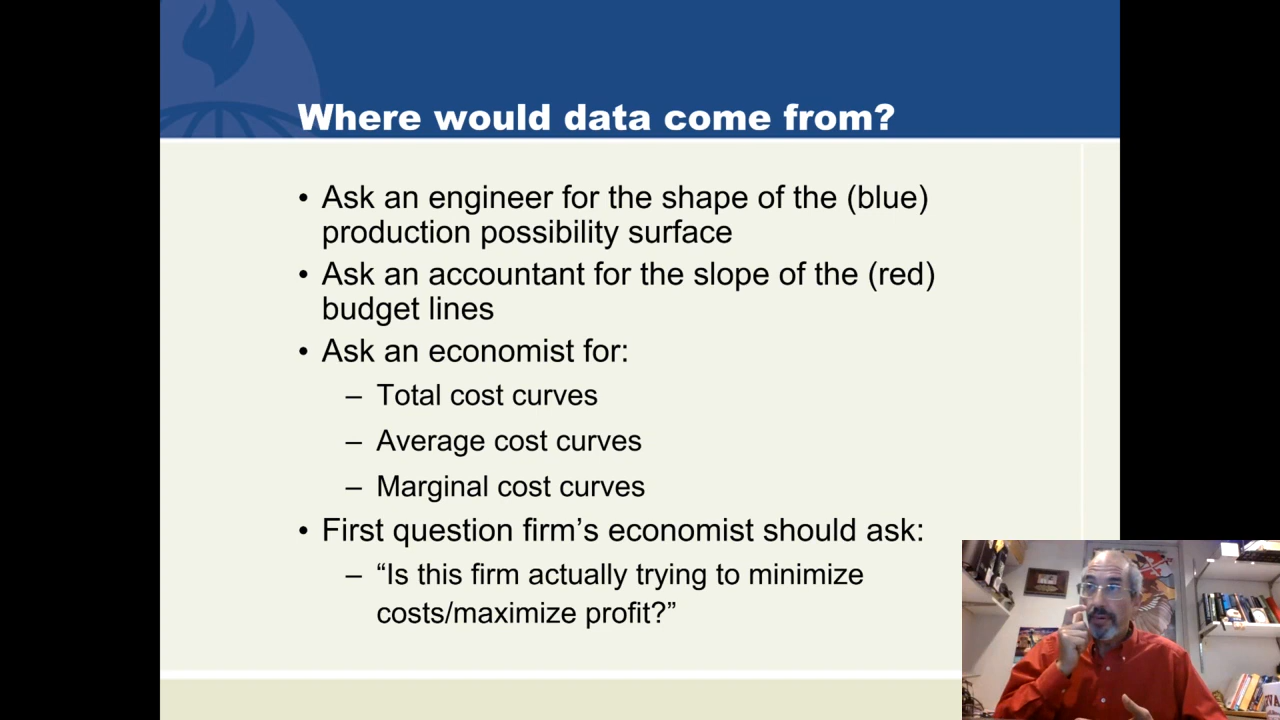 Where would data come from?
• Ask an engineer for the shape of the (blue)
production possibility surface
• Ask an accountant for the slope of the (red)
budget lines
• Ask an economist for:
– Total cost curves
– Average cost curves
– Marginal cost curves
• First question firm’s economist should ask:
– “Is this firm actually trying to minimize
costs/maximize profit?”